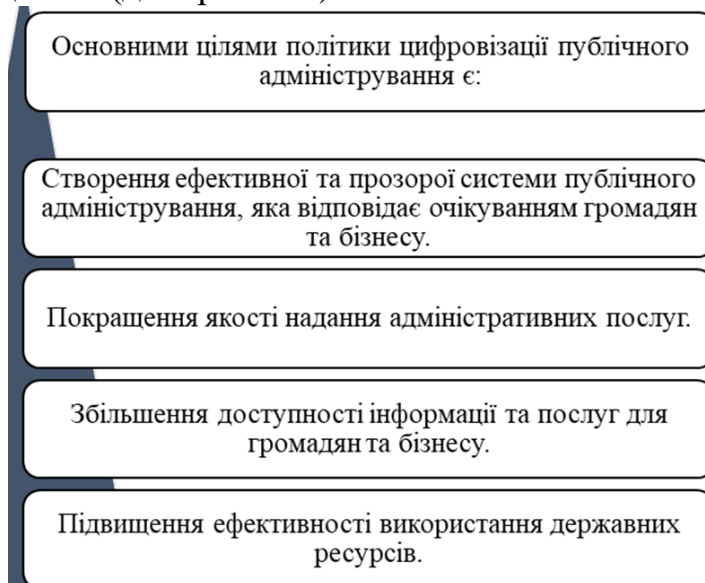 Основними цілями політики цифровізації публічного
адміністрування є:
Створення ефективної та прозорої системи публічного
адміністрування, яка відповідає очікуванням громадян
та бізнесу.
Покращення якості надання адміністративних послуг.
Збільшення доступності інформації та послуг для
громадян та бізнесу.
Підвищення ефективності використання державних
ресурсів.